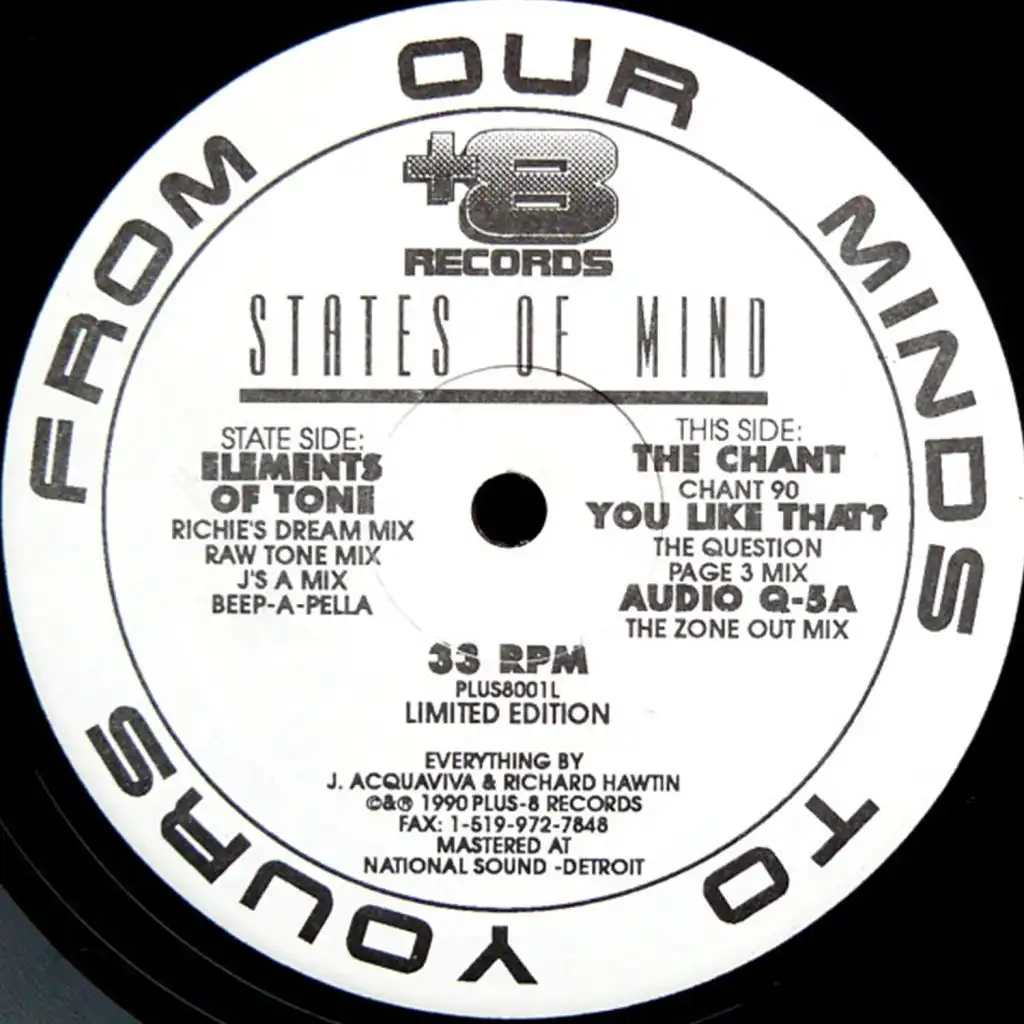 FROM OUR MINDS TO YOURS
+8
RECORDS
STATES OF MIND
STATE SIDE:
ELEMENTS
OF TONE
RICHIE'S DREAM MIX
RAW TONE MIX
J'S A MIX
BEEP-A-PELLA
THIS SIDE:
THE CHANT
CHANT 90
YOU LIKE THAT?
THE QUESTION
PAGE 3 MIX
AUDIO Q-5A
THE ZONE OUT MIX
33 RPM
PLUS8001L
LIMITED EDITION
EVERYTHING BY
J. ACQUAVIVA & RICHARD HAWTIN
©&℗ 1990 PLUS-8 RECORDS
FAX: 1-519-972-7848
MASTERED AT
NATIONAL SOUND -DETROIT